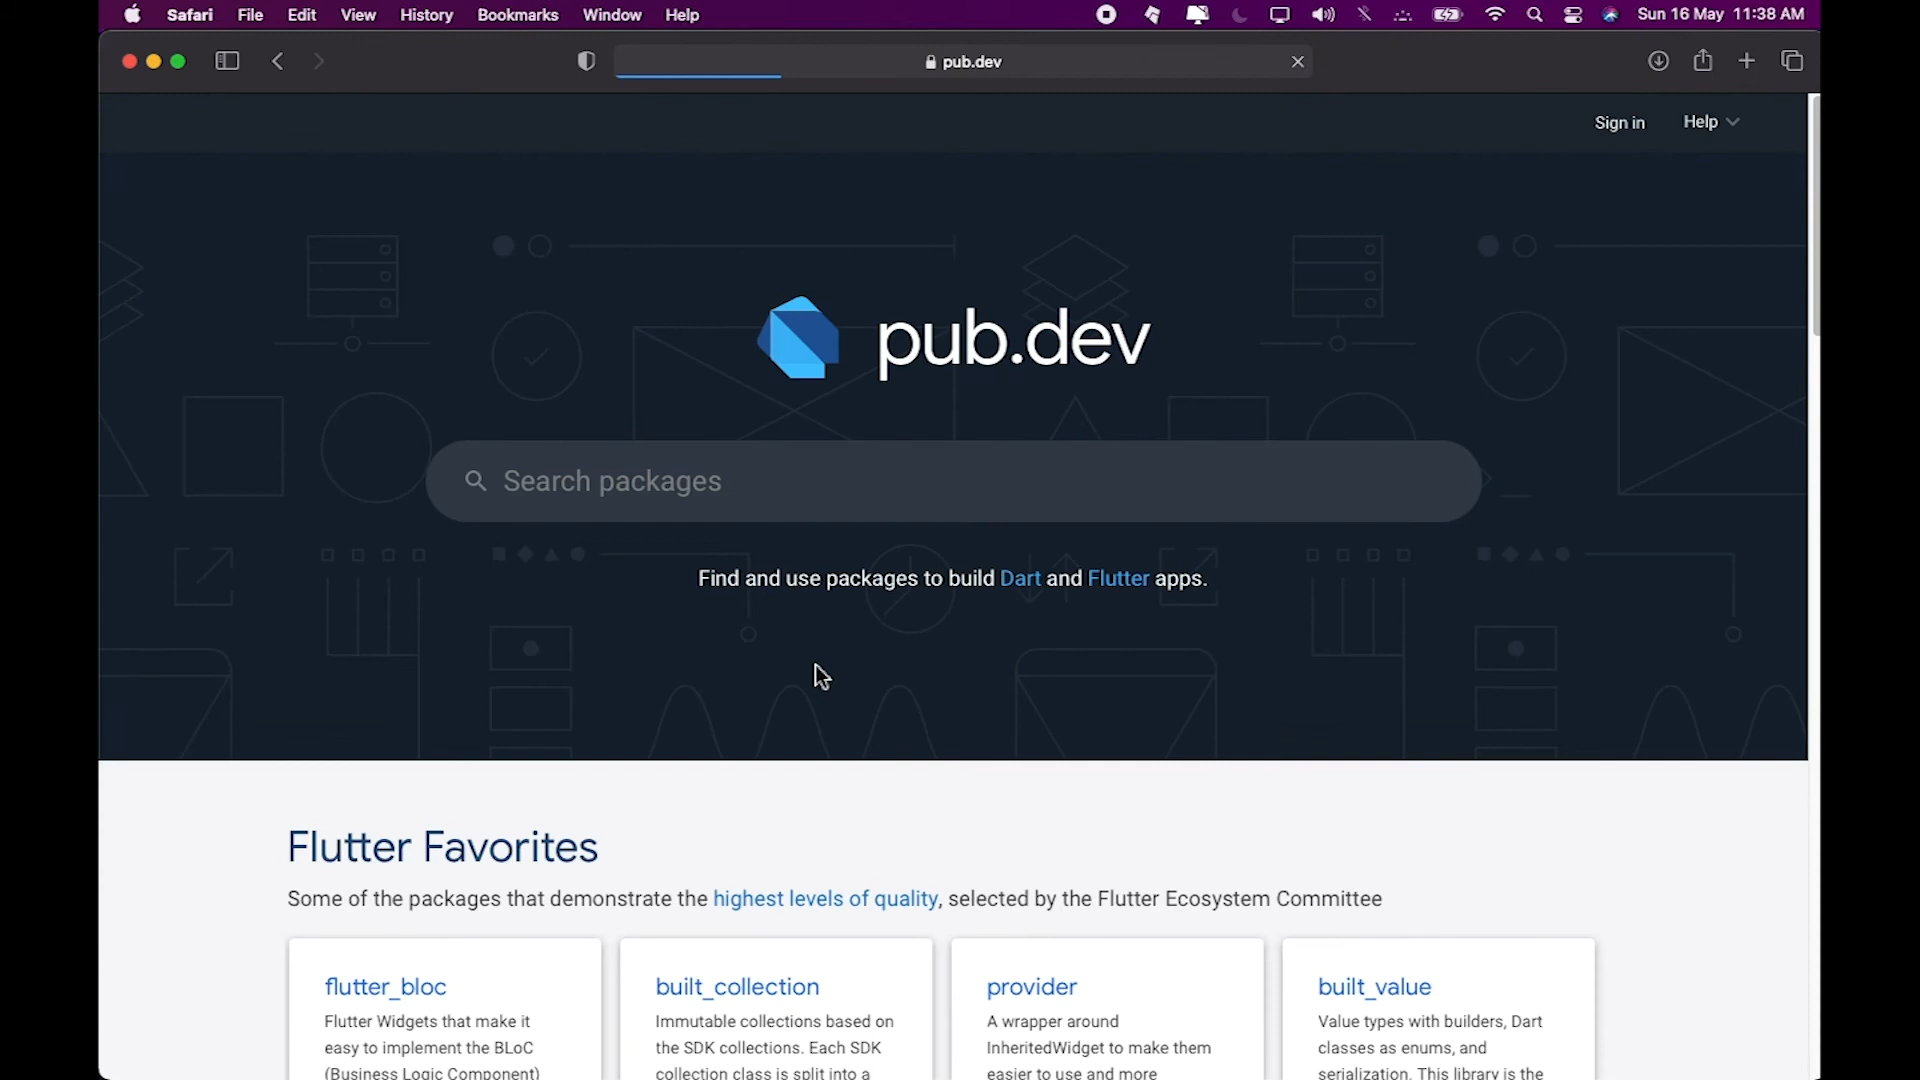 Safari File Edit View History Bookmarks Window Help Sun 16 May 11:38 AM
pub.dev
Sign in Help
pub.dev
Search packages
Find and use packages to build Dart and Flutter apps.
Flutter Favorites
Some of the packages that demonstrate the highest levels of quality, selected by the Flutter Ecosystem Committee
flutter_bloc
Flutter Widgets that make it
easy to implement the BLoC
(Business Logic Component)
built_collection
Immutable collections based on
the SDK collections. Each SDK
collection class is split into a
provider
A wrapper around
InheritedWidget to make them
easier to use and more
built_value
Value types with builders, Dart
classes as enums, and
serialization. This library is the